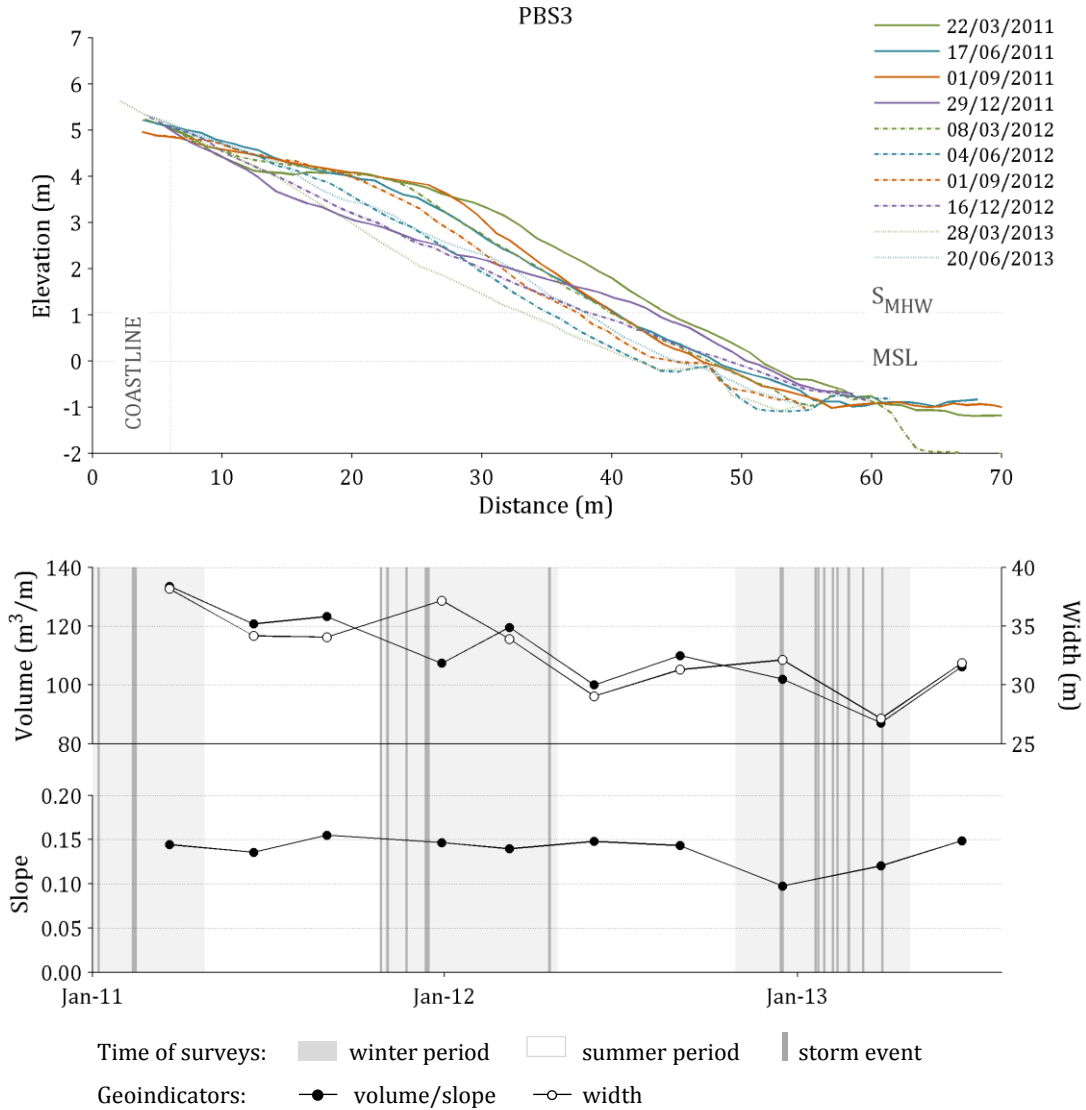 PBS3
7
6
5
4
3
2
1
0
-1
-2
Elevation (m)
COASTLINE
22/03/2011
17/06/2011
01/09/2011
29/12/2011
08/03/2012
04/06/2012
01/09/2012
16/12/2012
28/03/2013
20/06/2013
SMHW
MSL
0 10 20 30 40 50 60 70
Distance (m)
140
120
100
80
Volume (m³/m)
40
35
30
25
Width (m)
0.20
0.15
0.10
0.05
0.00
Slope
Jan-11 Jan-12 Jan-13
Time of surveys: winter period summer period storm event
Geoindicators: volume/slope width